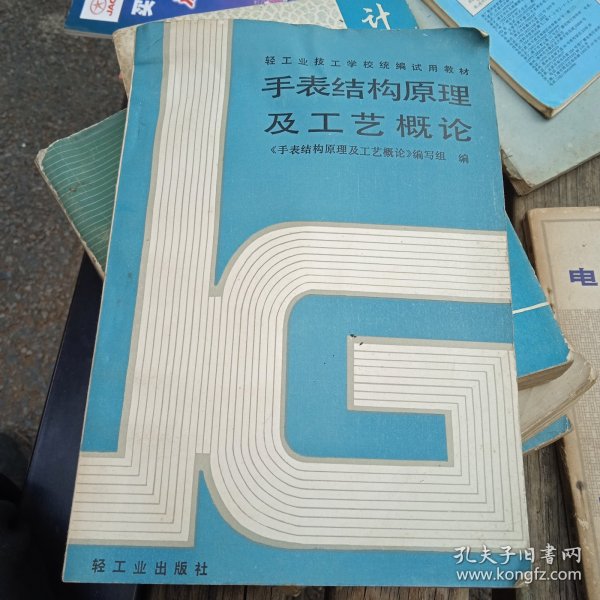 轻工业技工学校统编试用教材
手表结构原理
及工艺概论
《手表结构原理及工艺概论》编写组 编
轻工业出版社
计
电
孔夫子旧书网
www.kongfz.com